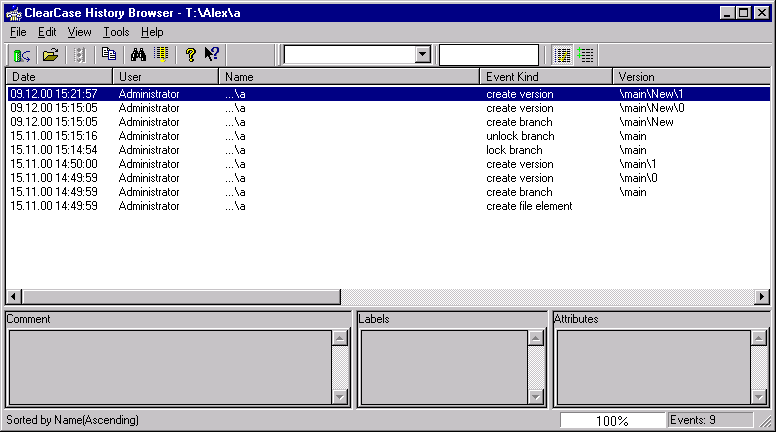 ClearCase History Browser - T:\Alex\a
File Edit View Tools Help
Date User Name Event Kind Version
09.12.00 15:21:57 Administrator ...\a create version \main\New\1
09.12.00 15:15:05 Administrator ...\a create version \main\New\0
09.12.00 15:15:05 Administrator ...\a create branch \main\New
15.11.00 15:15:16 Administrator ...\a unlock branch \main
15.11.00 15:14:54 Administrator ...\a lock branch \main
15.11.00 14:50:00 Administrator ...\a create version \main\1
15.11.00 14:49:59 Administrator ...\a create version \main\0
15.11.00 14:49:59 Administrator ...\a create branch \main
15.11.00 14:49:59 Administrator ...\a create file element
Comment Labels Attributes
Sorted by Name(Ascending) 100% Events: 9